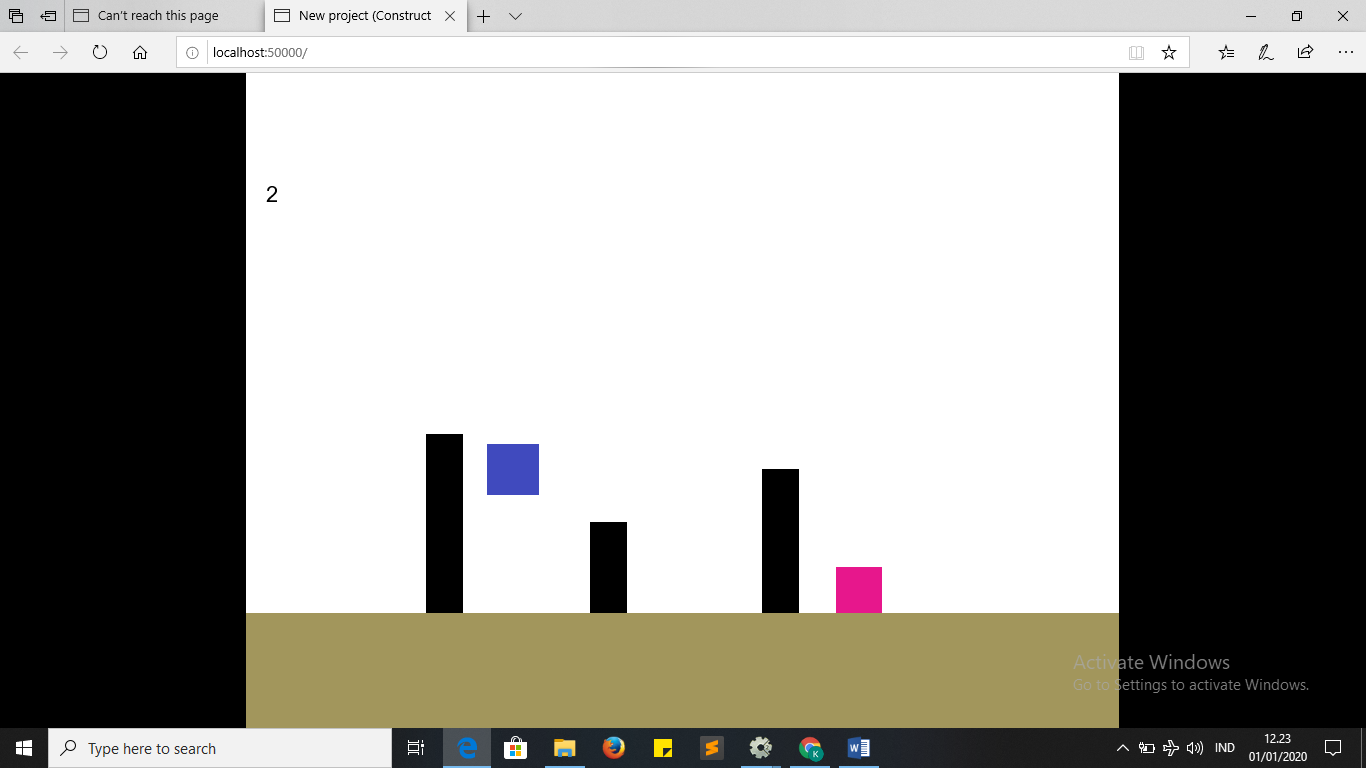 Can't reach this page
New project (Construct
localhost:50000/
2
Activate Windows
Go to Settings to activate Windows.
Type here to search
K
IND
12.23
01/01/2020